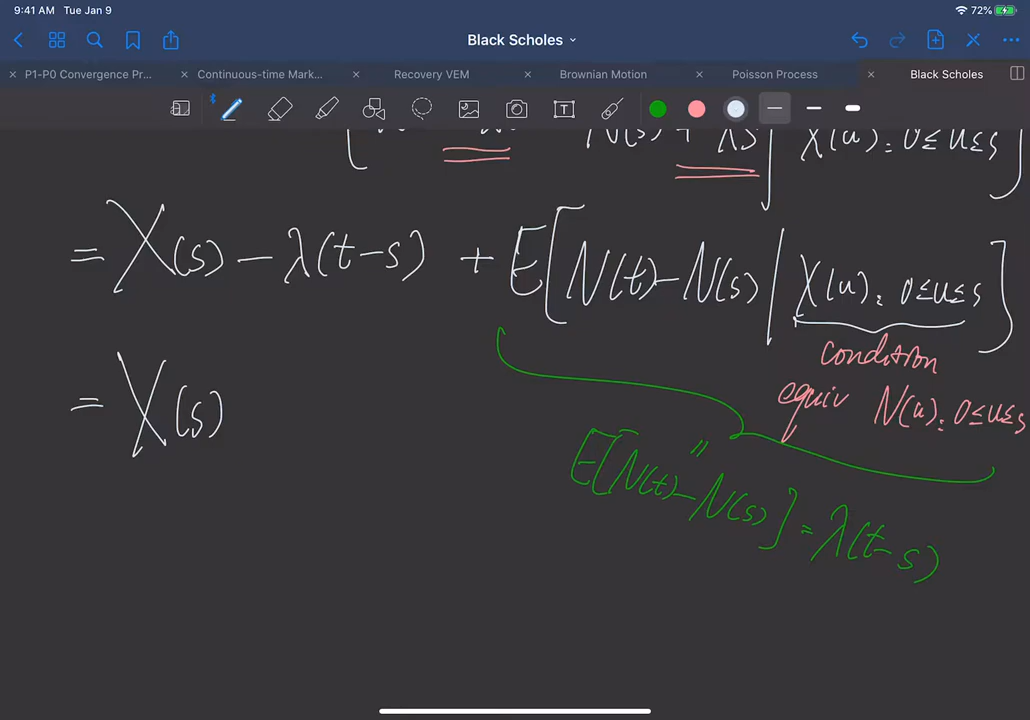 9:41 AM Tue Jan 9 72%
Black Scholes
P1-P0 Convergence Pr... Continuous-time Mark... Recovery VEM Brownian Motion Poisson Process Black Scholes
N(s) + λs | X(u): 0≤u≤s ]
= X(s) - λ(t-s) + E[N(t)-N(s) | X(u): 0≤u≤s]
condition
equiv N(u): 0≤u≤s
= X(s)
"
E[N(t)-N(s)] = λ(t-s)